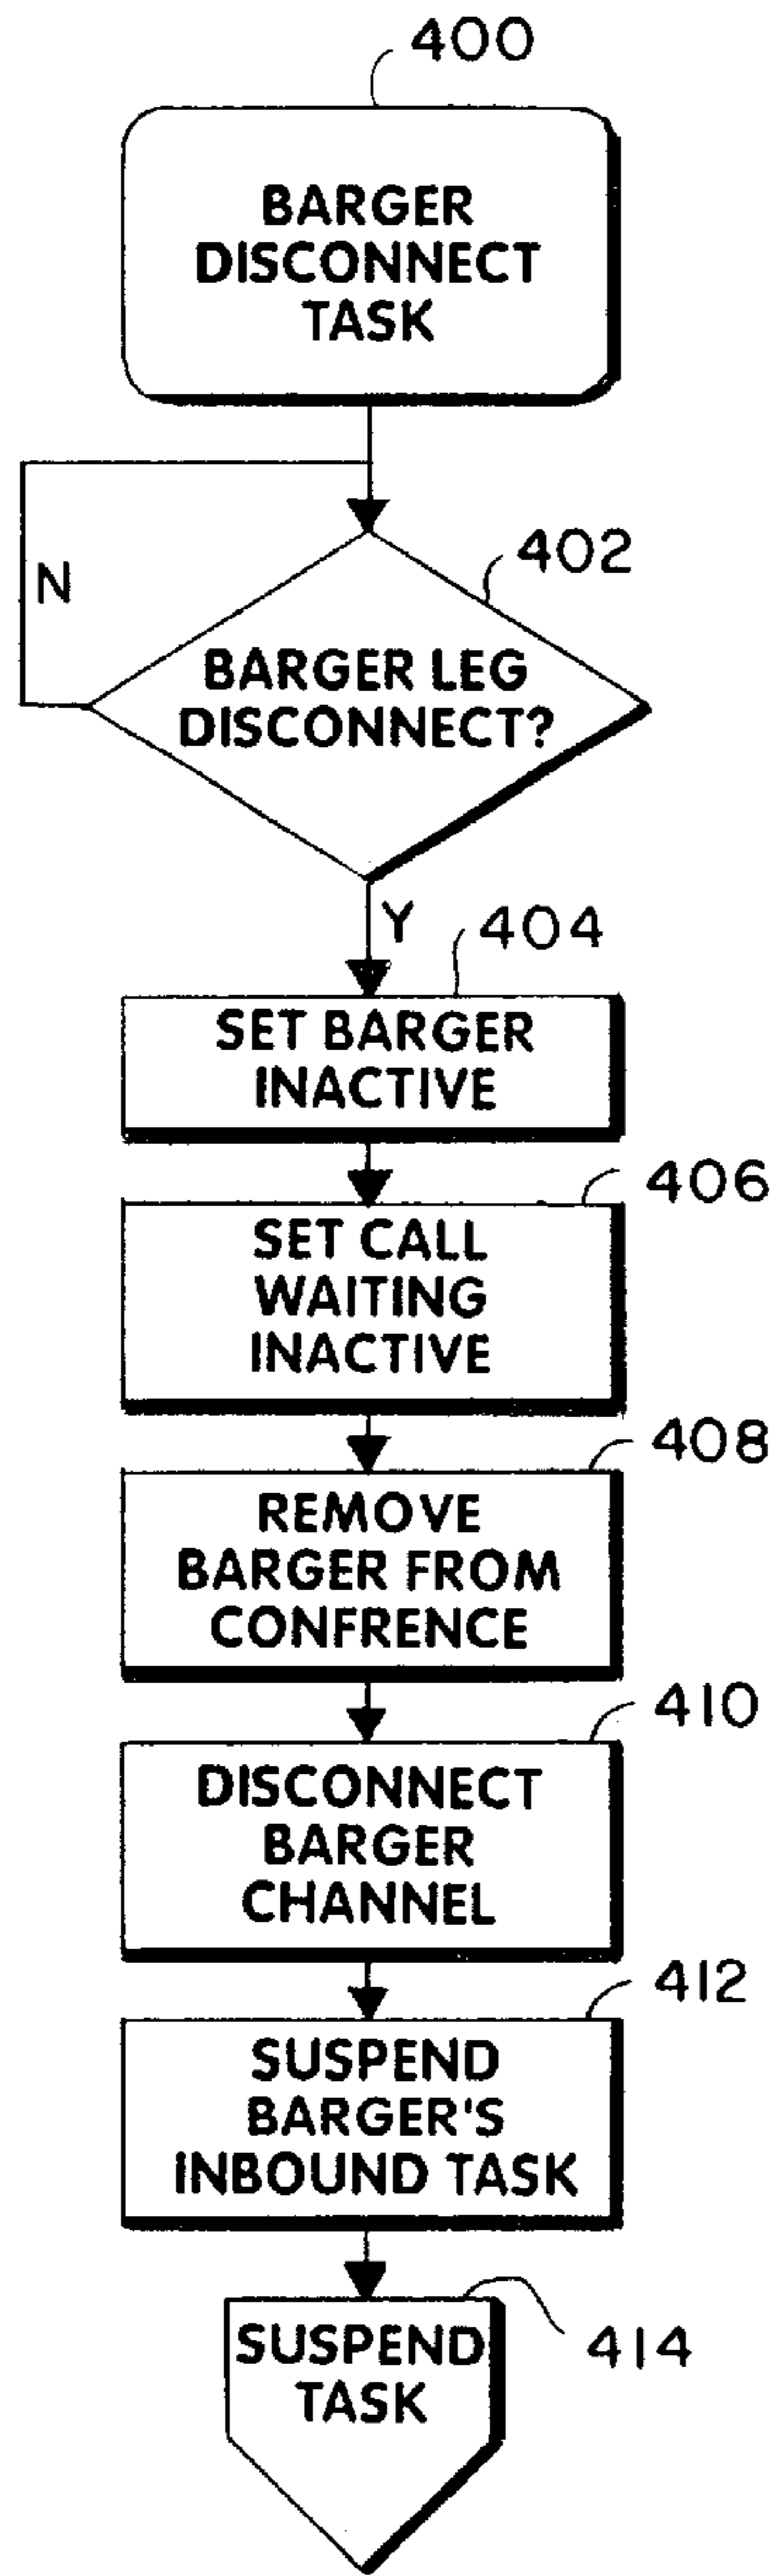 400
BARGER
DISCONNECT
TASK
402
N
BARGER LEG
DISCONNECT?
Y
404
SET BARGER
INACTIVE
406
SET CALL
WAITING
INACTIVE
408
REMOVE
BARGER FROM
CONFRENCE
410
DISCONNECT
BARGER
CHANNEL
412
SUSPEND
BARGER'S
INBOUND TASK
414
SUSPEND
TASK